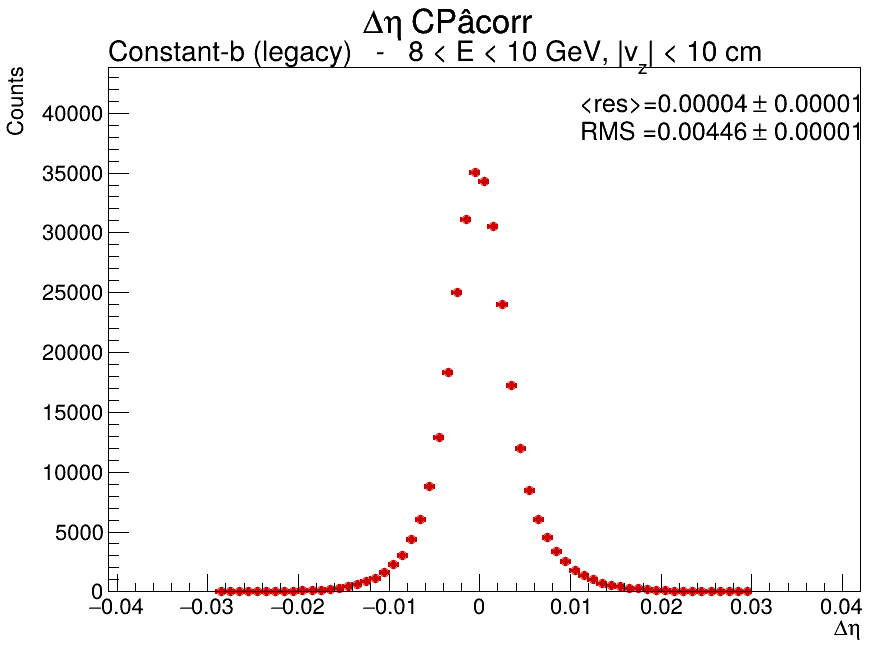 Δη CPâcorr
Constant-b (legacy) - 8 < E < 10 GeV, |v_z| < 10 cm
Counts
<res>=0.00004±0.00001
RMS =0.00446±0.00001
40000
35000
30000
25000
20000
15000
10000
5000
0
−0.04 −0.03 −0.02 −0.01 0 0.01 0.02 0.03 0.04
Δη